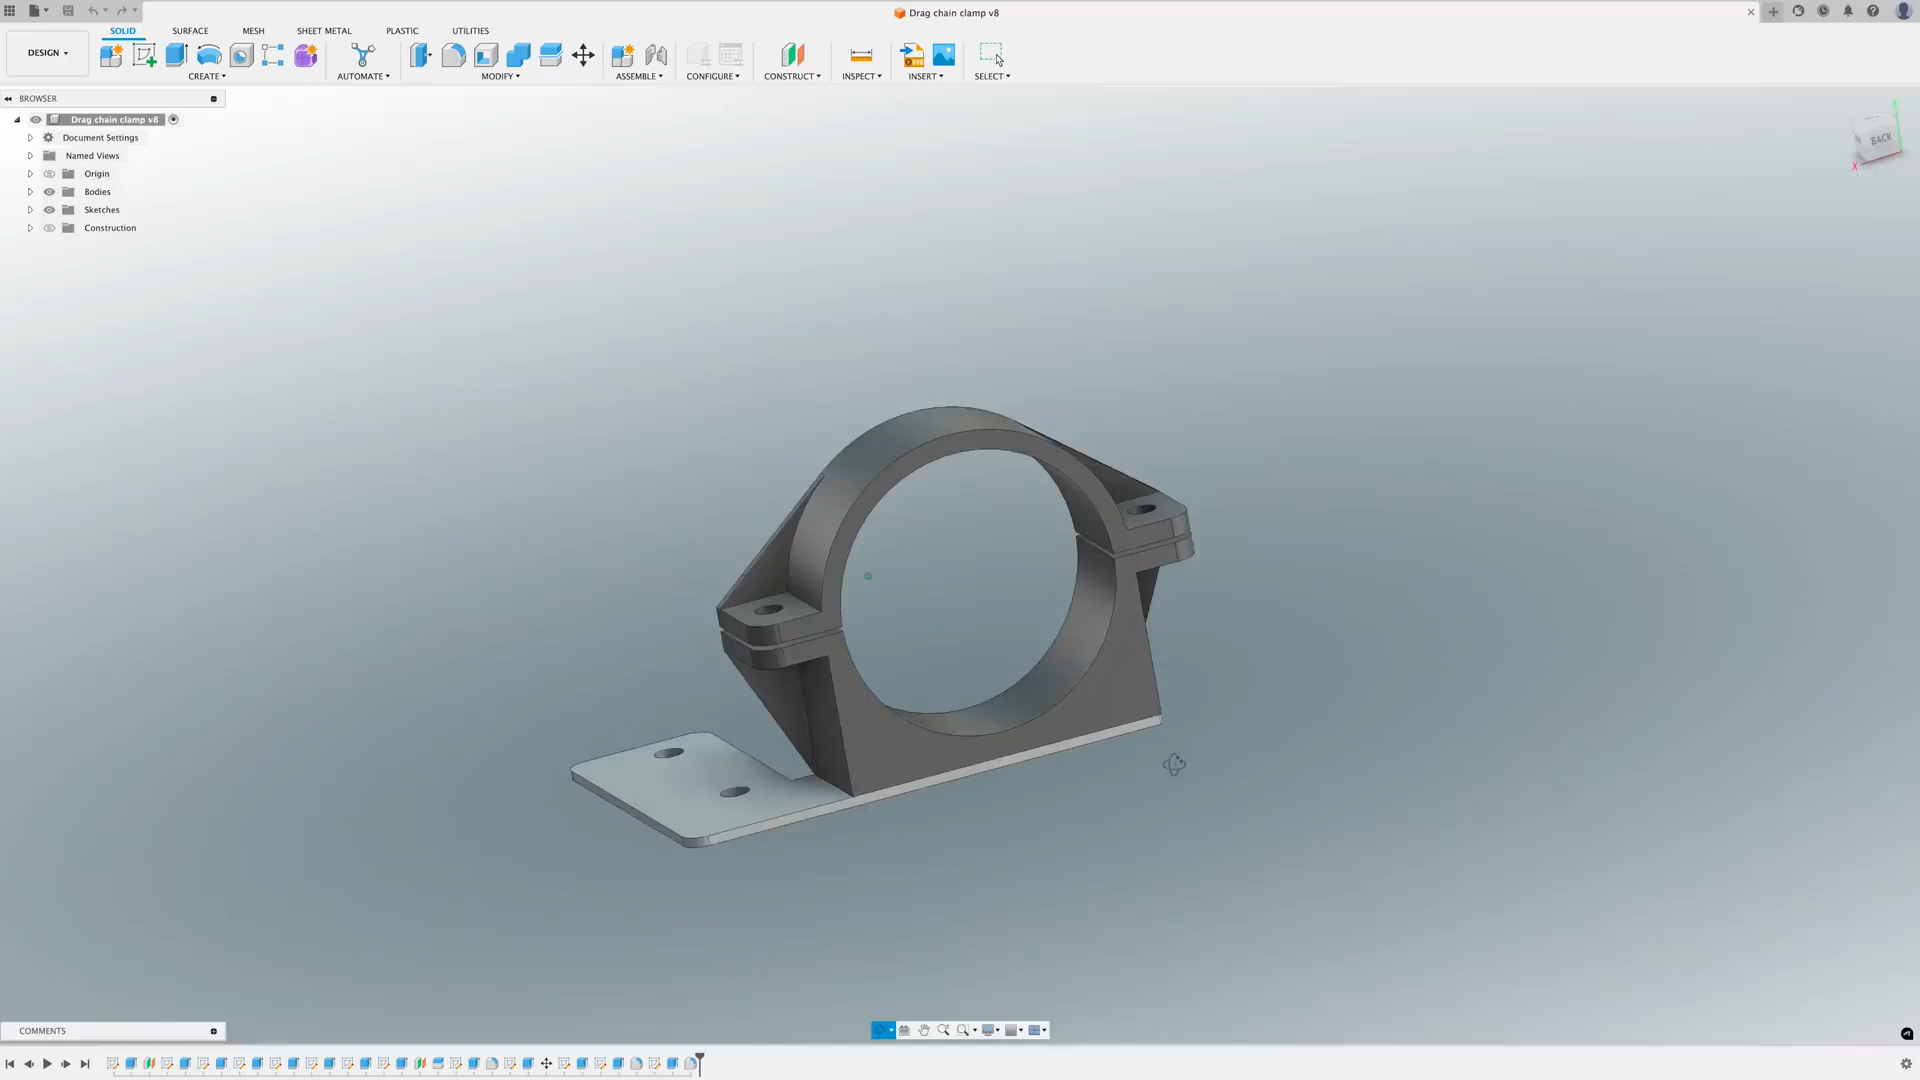 Drag chain clamp v8
SOLID
SURFACE
MESH
SHEET METAL
PLASTIC
UTILITIES
DESIGN
CREATE
AUTOMATE
MODIFY
ASSEMBLE
CONFIGURE
CONSTRUCT
INSPECT
INSERT
SELECT
BROWSER
Drag chain clamp v8
Document Settings
Named Views
Origin
Bodies
Sketches
Construction
BACK
X
COMMENTS